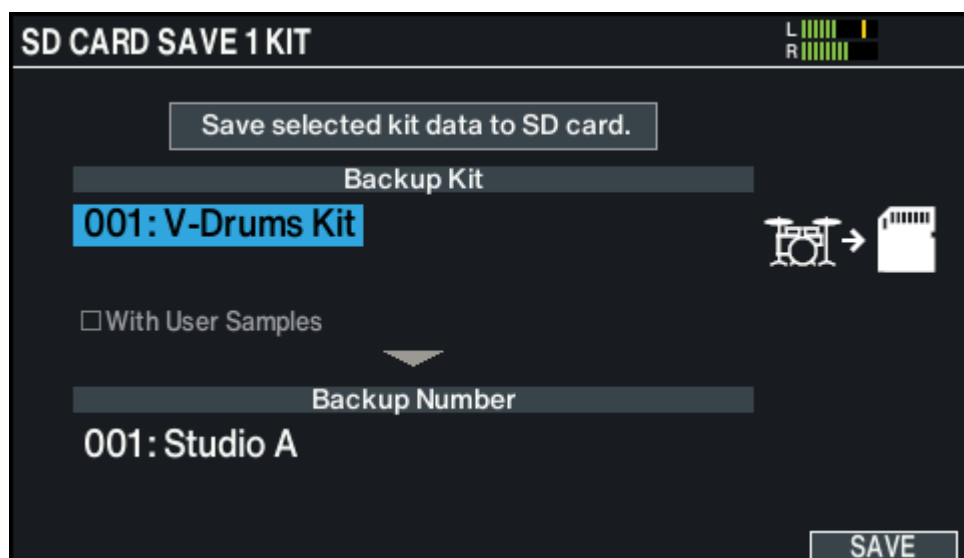 SD CARD SAVE 1 KIT
L
R
Save selected kit data to SD card.
Backup Kit
001: V-Drums Kit
With User Samples
Backup Number
001: Studio A
SAVE